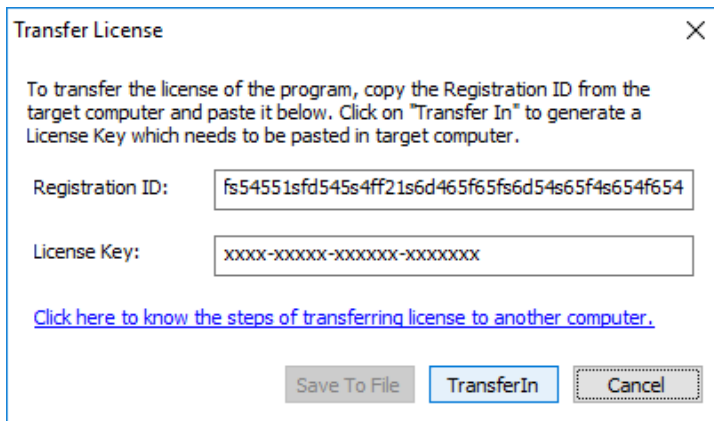 Transfer License
To transfer the license of the program, copy the Registration ID from the
target computer and paste it below. Click on "Transfer In" to generate a
License Key which needs to be pasted in target computer.
Registration ID: fs54551sfd545s4ff21s6d465f65fs6d54s65f4s654f654
License Key: xxxx-xxxxx-xxxxxx-xxxxxxx
Click here to know the steps of transferring license to another computer.
Save To File TransferIn Cancel